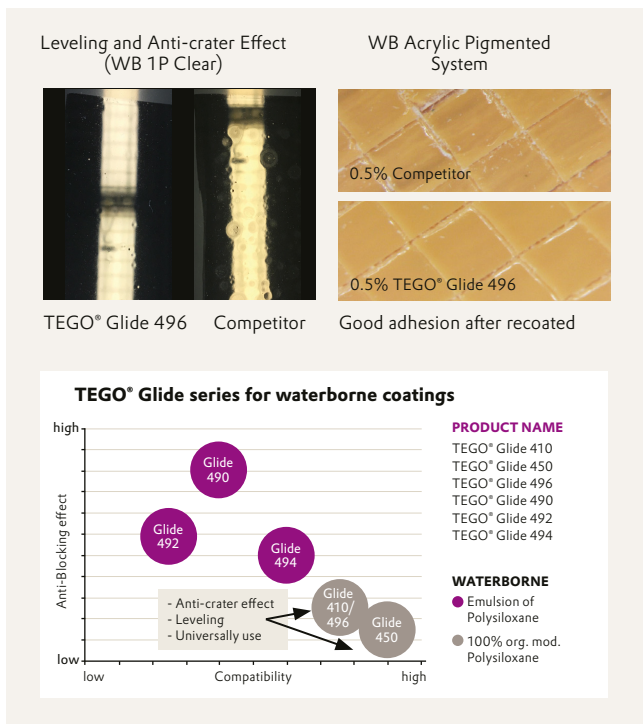 Leveling and Anti-crater Effect
(WB 1P Clear)
WB Acrylic Pigmented
System
0.5% Competitor
0.5% TEGO® Glide 496
TEGO® Glide 496
Competitor
Good adhesion after recoated
TEGO® Glide series for waterborne coatings
high
Anti-Blocking effect
low
Glide
490
Glide
492
Glide
494
Glide
410/
496
Glide
450
- Anti-crater effect
- Leveling
- Universally use
low
Compatibility
high
PRODUCT NAME
TEGO® Glide 410
TEGO® Glide 450
TEGO® Glide 496
TEGO® Glide 490
TEGO® Glide 492
TEGO® Glide 494
WATERBORNE
Emulsion of
Polysiloxane
100% org. mod.
Polysiloxane